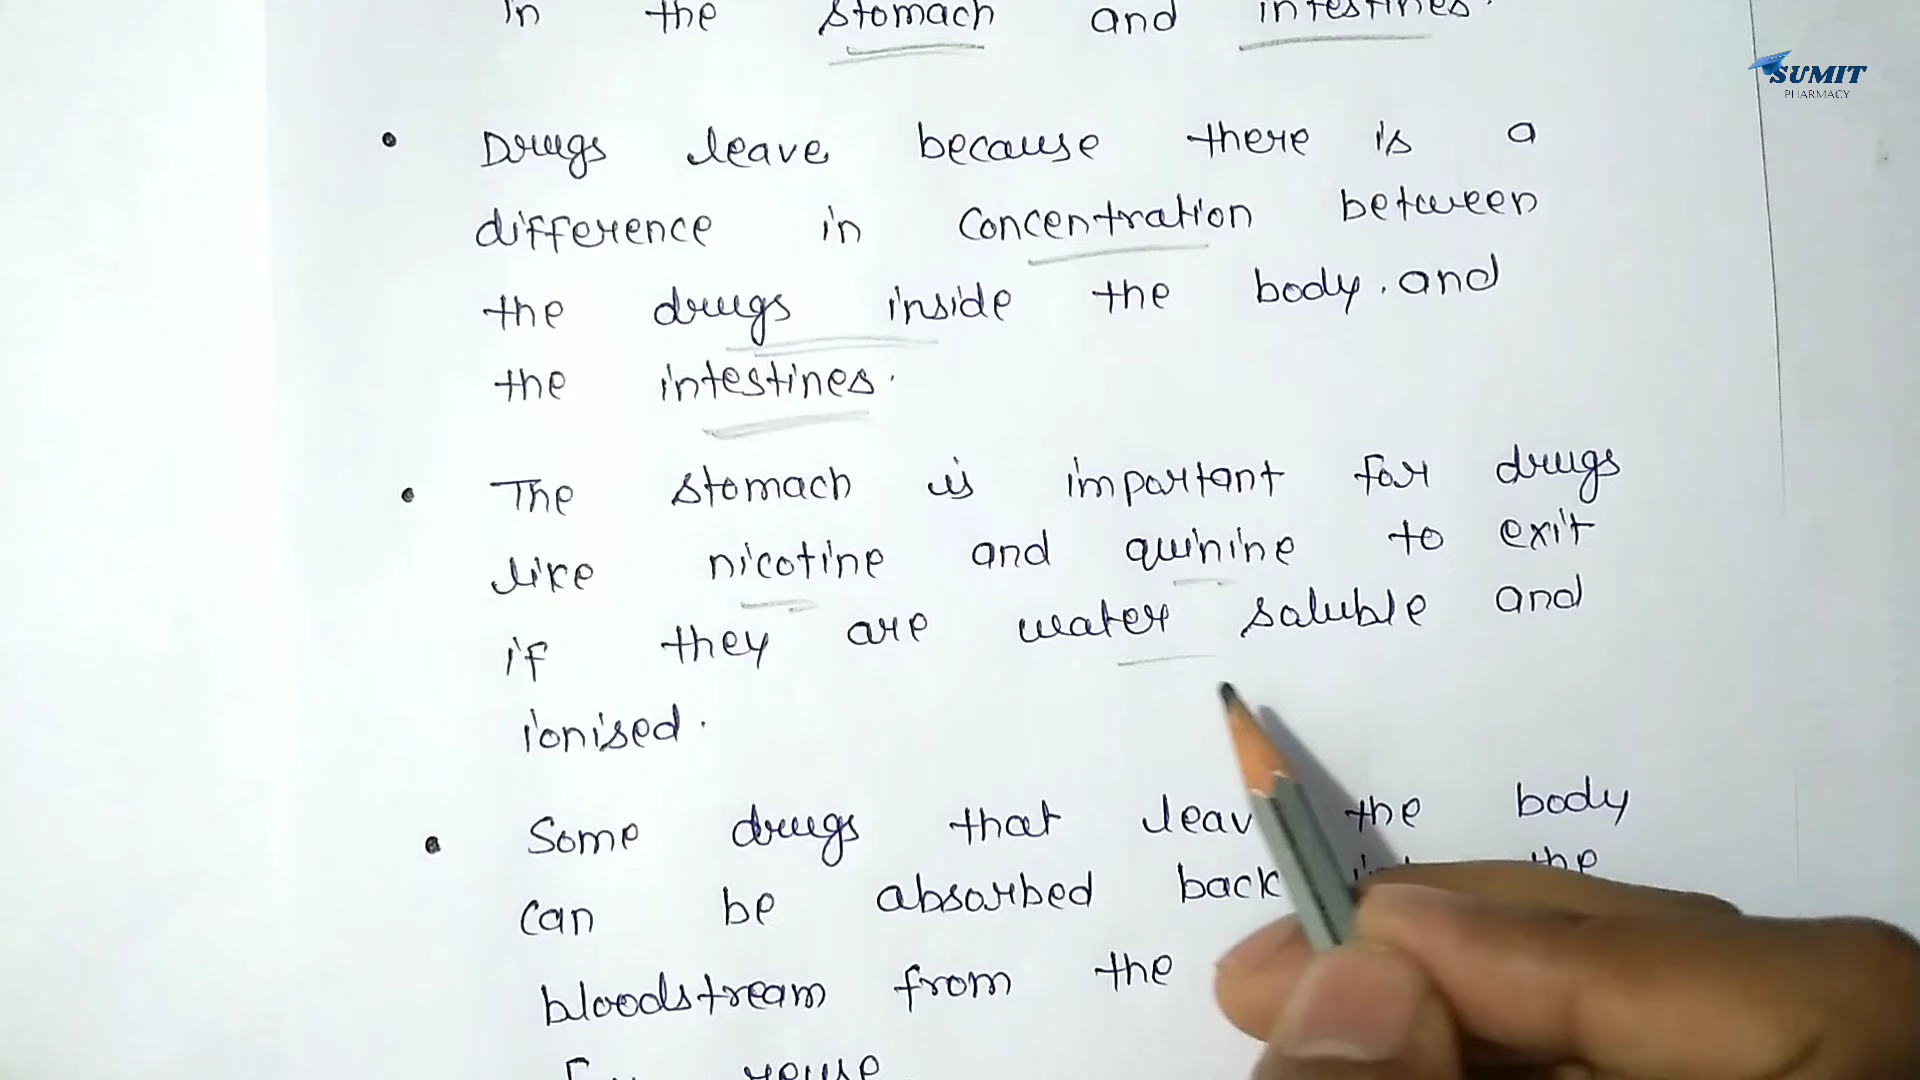 in the stomach and intestines.
SUMIT
PHARMACY
• Drugs leave because there is a
difference in concentration between
the drugs inside the body. and
the intestines.
• The stomach is important for drugs
like nicotine and quinine to exit
if they are water soluble and
ionised.
• Some drugs that leav the body
can be absorbed back the
bloodstream from the